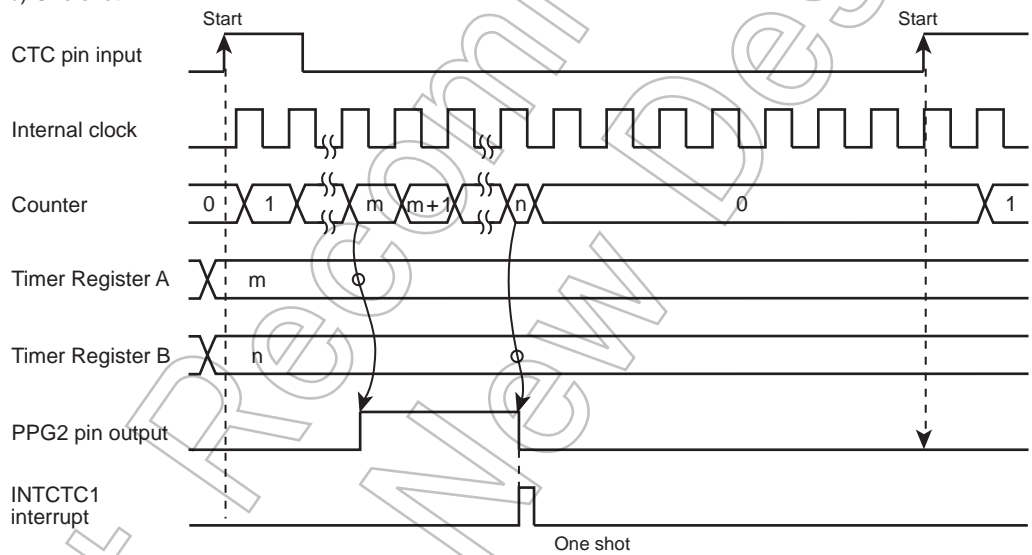 Start Start
CTC pin input
Internal clock
Counter 0 1 m m+1 n 0 1
Timer Register A m
Timer Register B n
PPG2 pin output
INTCTC1
interrupt
One shot